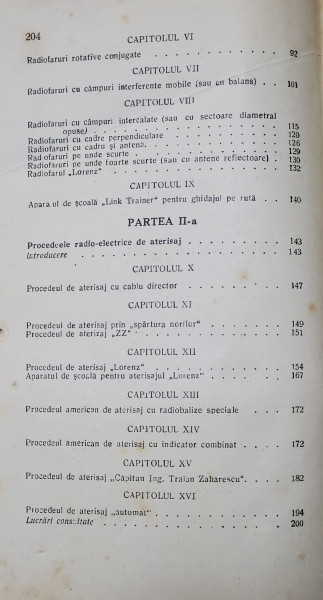 204
CAPITOLUL VI
Radiofaruri rotative conjugate . . . . . . . . . 92
CAPITOLUL VII
Radiofaruri cu câmpuri interferente mobile (sau cu balans) . . 101
CAPITOLUL VIII
Radiofaruri cu câmpuri intercalate (sau cu sectoare diametral
opuse) . . . . . . . . . . . . . . 115
Radiofaruri cu cadre perpendiculare . . . . . . . . 120
Radiofaruri cu cadru și antenă. . . . . . . . . 126
Radiofaruri pe unde scurte . . . . . . . . . . 129
Radiofaruri pe unde foarte scurte (sau cu antene reflectoare) . 130
Radiofarul „Lorenz" . . . . . . . . . . . 132
CAPITOLUL IX
Aparatul de școală „Link Trainer" pentru ghidajul pe rută . . 140
PARTEA II-a
Procedeele radio-electrice de aterisaj . . . . . . . . 143
Introducere . . . . . . . . . . . . . 143
CAPITOLUL X
Procedeul de aterisaj cu cablu director . . . . . . . 147
CAPITOLUL XI
Procedeul de aterisaj prin „spărtura norilor" . . . . . . 149
Procedeul de aterizaj „ZZ" . . . . . . . . . . 151
CAPITOLUL XII
Procedeul de aterisaj „Lorenz" . . . . . . . . . 154
Aparatul de școală pentru aterisajul „Lorenz" . . . . . . 167
CAPITOLUL XIII
Procedeul american de aterisaj cu radiobalize speciale . . . 172
CAPITOLUL XIV
Procedeul american de aterisaj cu indicator combinat . . . . 172
CAPITOLUL XV
Procedeul de aterisaj „Căpitan Ing. Traian Zaharescu". . . . 182
CAPITOLUL XVI
Procedeul de aterisaj „automat" . . . . . . . . . 194
Lucrări consultate . . . . . . . . . . . 200